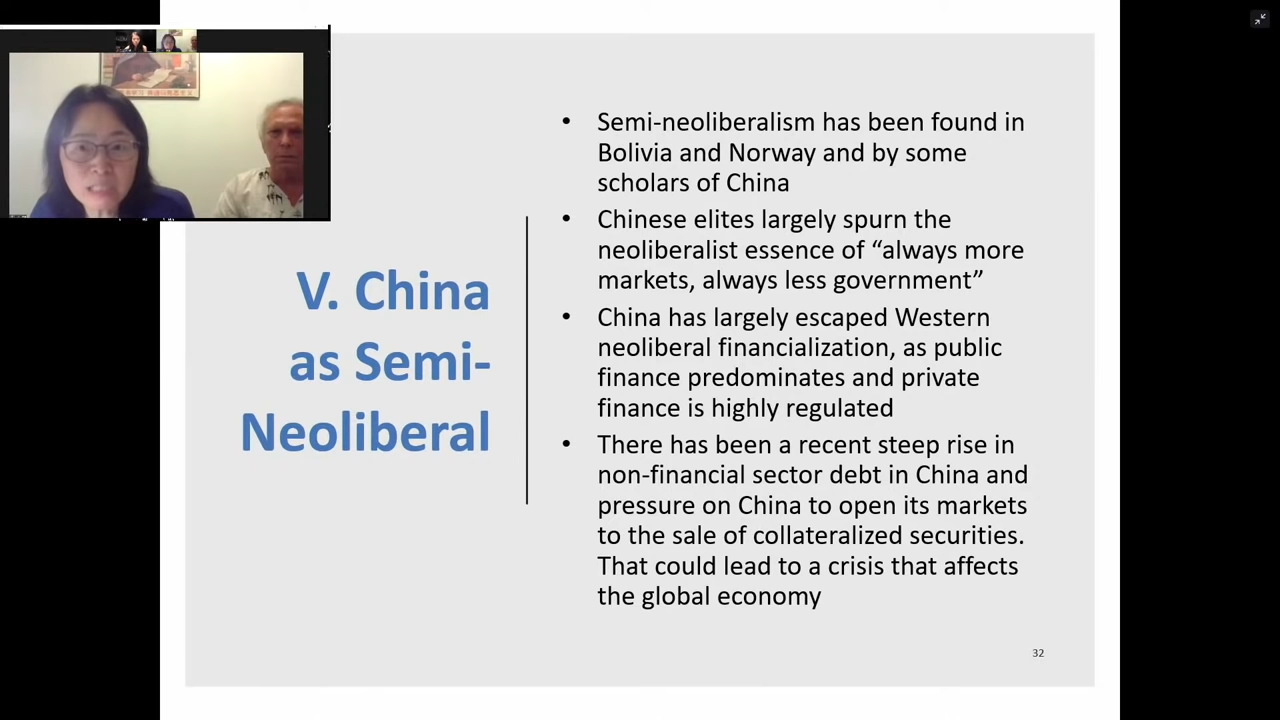 V. China
as Semi-
Neoliberal
• Semi-neoliberalism has been found in
Bolivia and Norway and by some
scholars of China
• Chinese elites largely spurn the
neoliberalist essence of “always more
markets, always less government”
• China has largely escaped Western
neoliberal financialization, as public
finance predominates and private
finance is highly regulated
• There has been a recent steep rise in
non-financial sector debt in China and
pressure on China to open its markets
to the sale of collateralized securities.
That could lead to a crisis that affects
the global economy
32